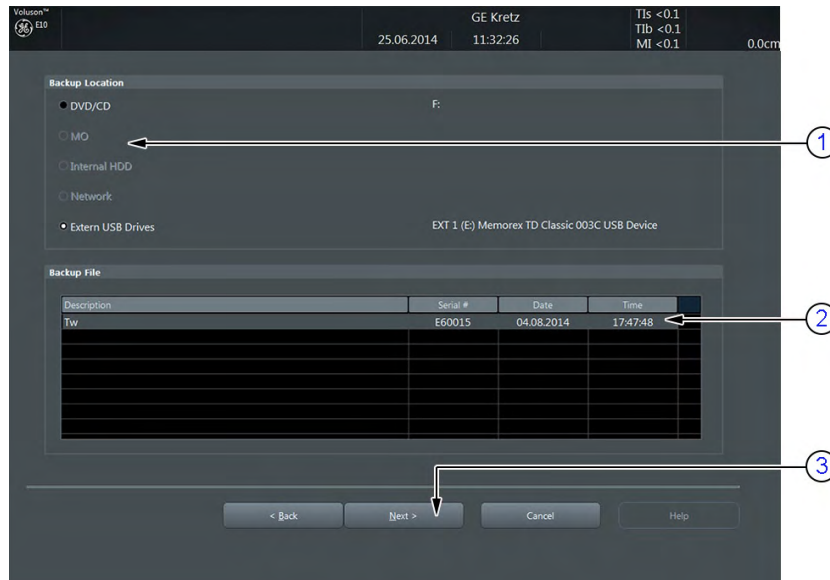 Voluson™
E10
GE Kretz
TIs <0.1
TIb <0.1
25.06.2014 11:32:26
MI <0.1 0.0cm
Backup Location
DVD/CD F:
MO
1
Internal HDD
Network
Extern USB Drives EXT 1 (E:) Memorex TD Classic 003C USB Device
Backup File
Description Serial # Date Time
Tw E60015 04.08.2014 17:47:48
2
3
< Back Next > Cancel Help